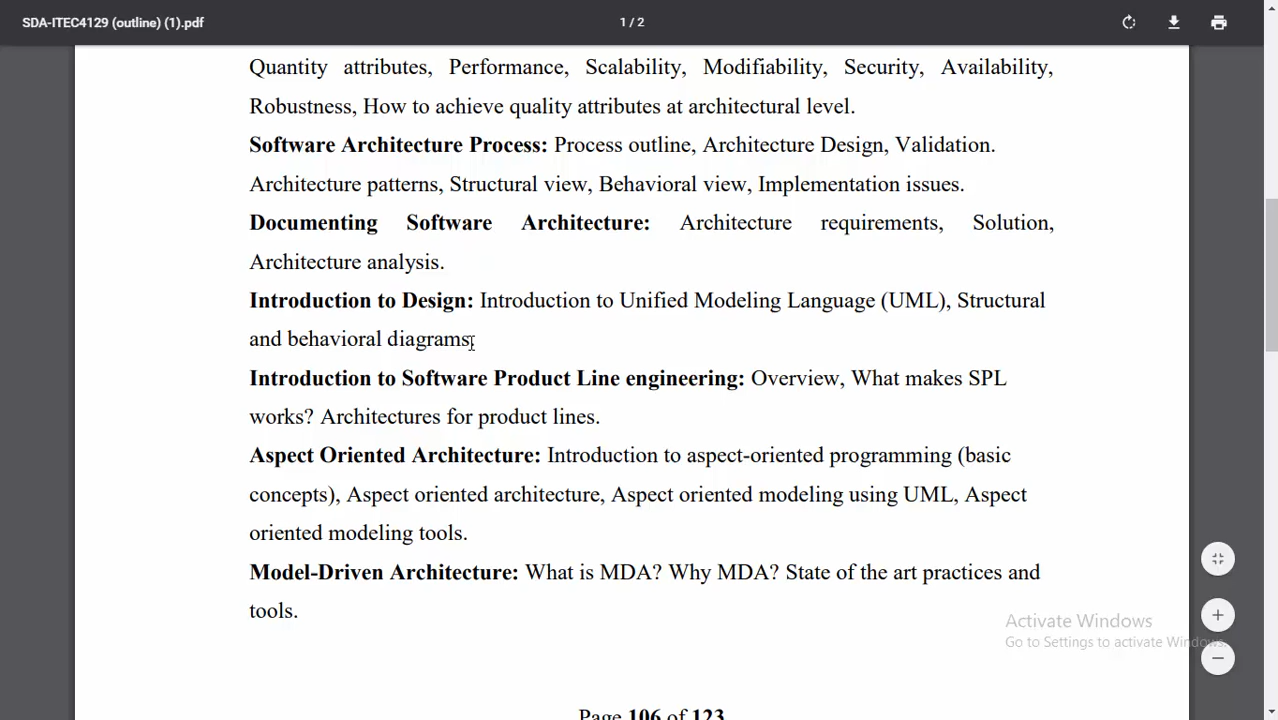 SDA-ITEC4129 (outline) (1).pdf
1 / 2
Quantity attributes, Performance, Scalability, Modifiability, Security, Availability,
Robustness, How to achieve quality attributes at architectural level.
Software Architecture Process: Process outline, Architecture Design, Validation.
Architecture patterns, Structural view, Behavioral view, Implementation issues.
Documenting Software Architecture: Architecture requirements, Solution,
Architecture analysis.
Introduction to Design: Introduction to Unified Modeling Language (UML), Structural
and behavioral diagrams
Introduction to Software Product Line engineering: Overview, What makes SPL
works? Architectures for product lines.
Aspect Oriented Architecture: Introduction to aspect-oriented programming (basic
concepts), Aspect oriented architecture, Aspect oriented modeling using UML, Aspect
oriented modeling tools.
Model-Driven Architecture: What is MDA? Why MDA? State of the art practices and
tools.
Activate Windows
Go to Settings to activate Windows.
Page 106 of 123